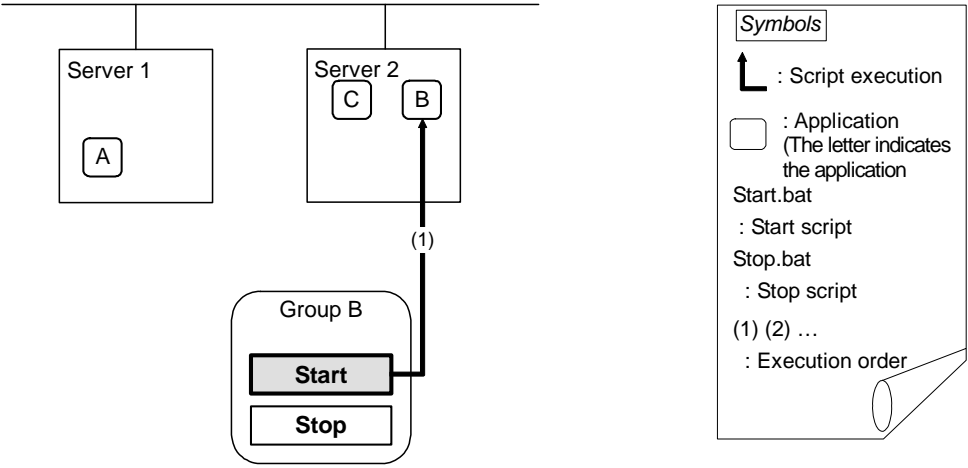 Server 1
Server 2
C
B
A
(1)
Group B
Start
Stop
Symbols
: Script execution
: Application
(The letter indicates
the application
Start.bat
: Start script
Stop.bat
: Stop script
(1) (2) …
: Execution order